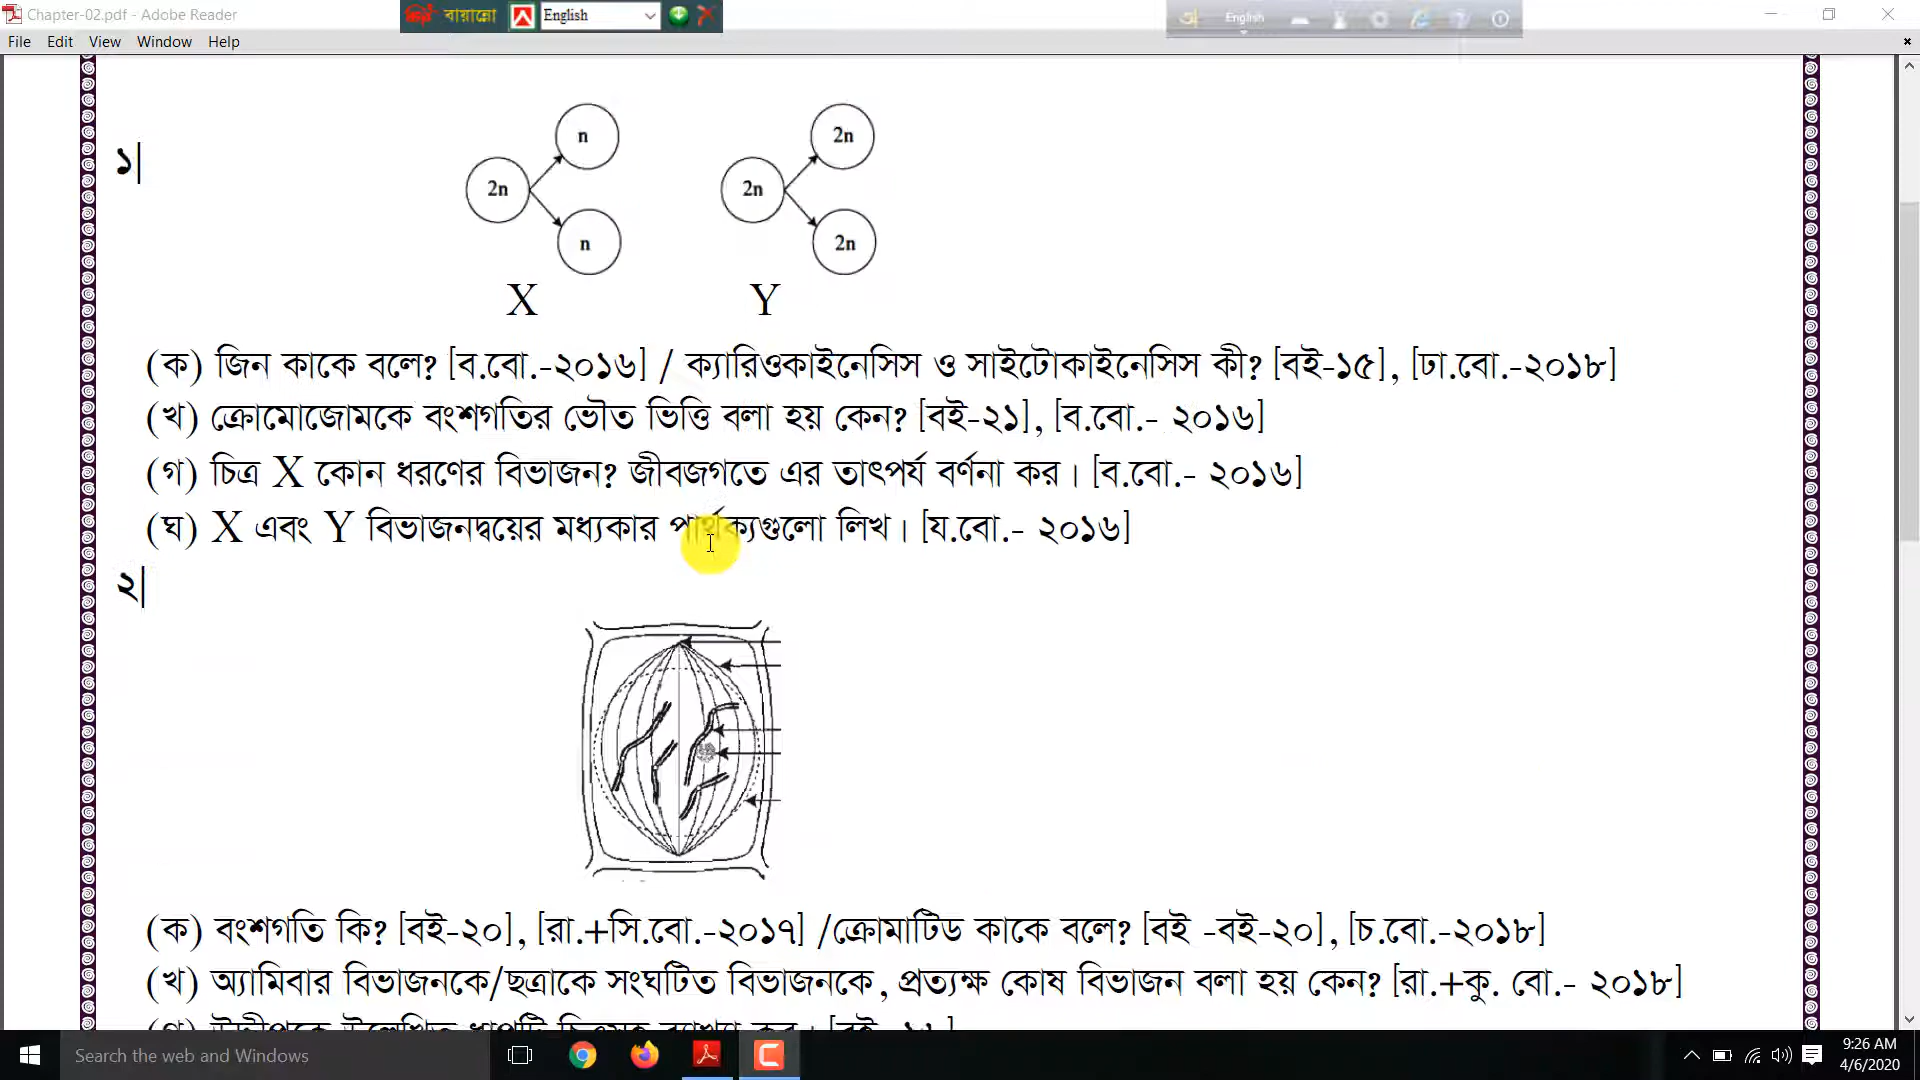 Chapter-02.pdf - Adobe Reader
বায়ান্নো English
English
File Edit View Window Help
১|
n 2n
2n 2n
n 2n
X Y
(ক) জিন কাকে বলে? [ব.বো.-২০১৬] / ক্যারিওকাইনেসিস ও সাইটোকাইনেসিস কী? [বই-১৫], [ঢা.বো.-২০১৮]
(খ) ক্রোমোজোমকে বংশগতির ভৌত ভিত্তি বলা হয় কেন? [বই-২১], [ব.বো.- ২০১৬]
(গ) চিত্র X কোন ধরণের বিভাজন? জীবজগতে এর তাৎপর্য বর্ণনা কর। [ব.বো.- ২০১৬]
(ঘ) X এবং Y বিভাজনদ্বয়ের মধ্যকার পার্থক্যগুলো লিখ। [য.বো.- ২০১৬]
২|
(ক) বংশগতি কি? [বই-২০], [রা.+সি.বো.-২০১৭] /ক্রোমাটিড কাকে বলে? [বই -বই-২০], [চ.বো.-২০১৮]
(খ) অ্যামিবার বিভাজনকে/ছত্রাকে সংঘটিত বিভাজনকে, প্রত্যক্ষ কোষ বিভাজন বলা হয় কেন? [রা.+কু. বো.- ২০১৮]
Search the web and Windows
9:26 AM
4/6/2020